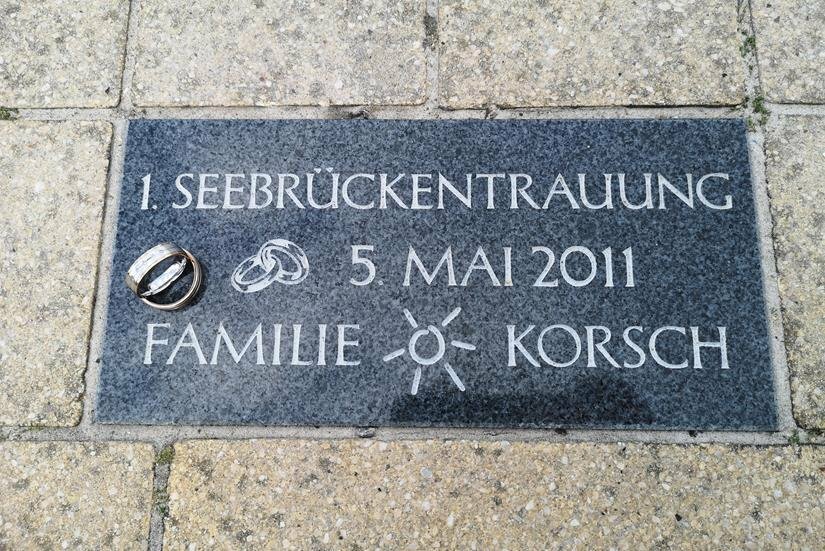 1. SEEBRÜCKENTRAUUNG
5. MAI 2011
FAMILIE KORSCH